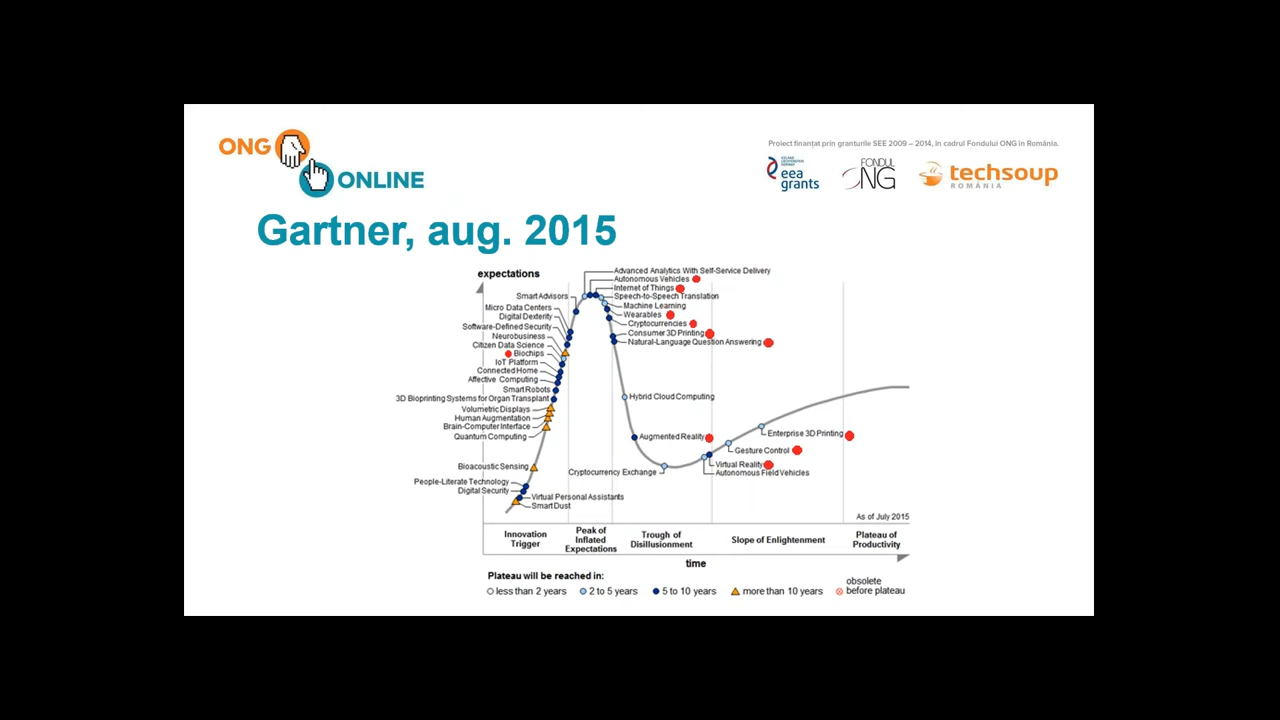 ONG
ONLINE
Proiect finanțat prin granturile SEE 2009 – 2014, în cadrul Fondului ONG în România.
eea
grants
FONDUL
ONG
techsoup
ROMÂNIA
Gartner, aug. 2015
expectations
Advanced Analytics With Self-Service Delivery
Autonomous Vehicles
Internet of Things
Speech-to-Speech Translation
Machine Learning
Wearables
Cryptocurrencies
Consumer 3D Printing
Natural-Language Question Answering
Smart Advisors
Micro Data Centers
Digital Dexterity
Software-Defined Security
Neurobusiness
Citizen Data Science
Biochips
IoT Platform
Connected Home
Affective Computing
Smart Robots
3D Bioprinting Systems for Organ Transplant
Volumetric Displays
Human Augmentation
Brain-Computer Interface
Quantum Computing
Bioacoustic Sensing
People-Literate Technology
Digital Security
Virtual Personal Assistants
Smart Dust
Hybrid Cloud Computing
Augmented Reality
Cryptocurrency Exchange
Enterprise 3D Printing
Gesture Control
Virtual Reality
Autonomous Field Vehicles
As of July 2015
Innovation
Trigger
Peak of
Inflated
Expectations
Trough of
Disillusionment
Slope of Enlightenment
Plateau of
Productivity
time
Plateau will be reached in:
less than 2 years
2 to 5 years
5 to 10 years
more than 10 years
obsolete
before plateau